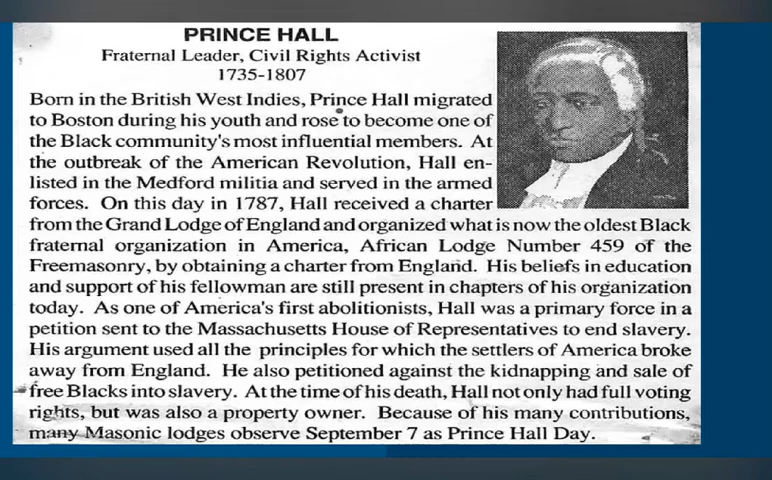 PRINCE HALL
Fraternal Leader, Civil Rights Activist
1735-1807
Born in the British West Indies, Prince Hall migrated
to Boston during his youth and rose to become one of
the Black community's most influential members. At
the outbreak of the American Revolution, Hall en-
listed in the Medford militia and served in the armed
forces. On this day in 1787, Hall received a charter
from the Grand Lodge of England and organized what is now the oldest Black
fraternal organization in America, African Lodge Number 459 of the
Freemasonry, by obtaining a charter from England. His beliefs in education
and support of his fellowman are still present in chapters of his organization
today. As one of America's first abolitionists, Hall was a primary force in a
petition sent to the Massachusetts House of Representatives to end slavery.
His argument used all the principles for which the settlers of America broke
away from England. He also petitioned against the kidnapping and sale of
free Blacks into slavery. At the time of his death, Hall not only had full voting
rights, but was also a property owner. Because of his many contributions,
many Masonic lodges observe September 7 as Prince Hall Day.